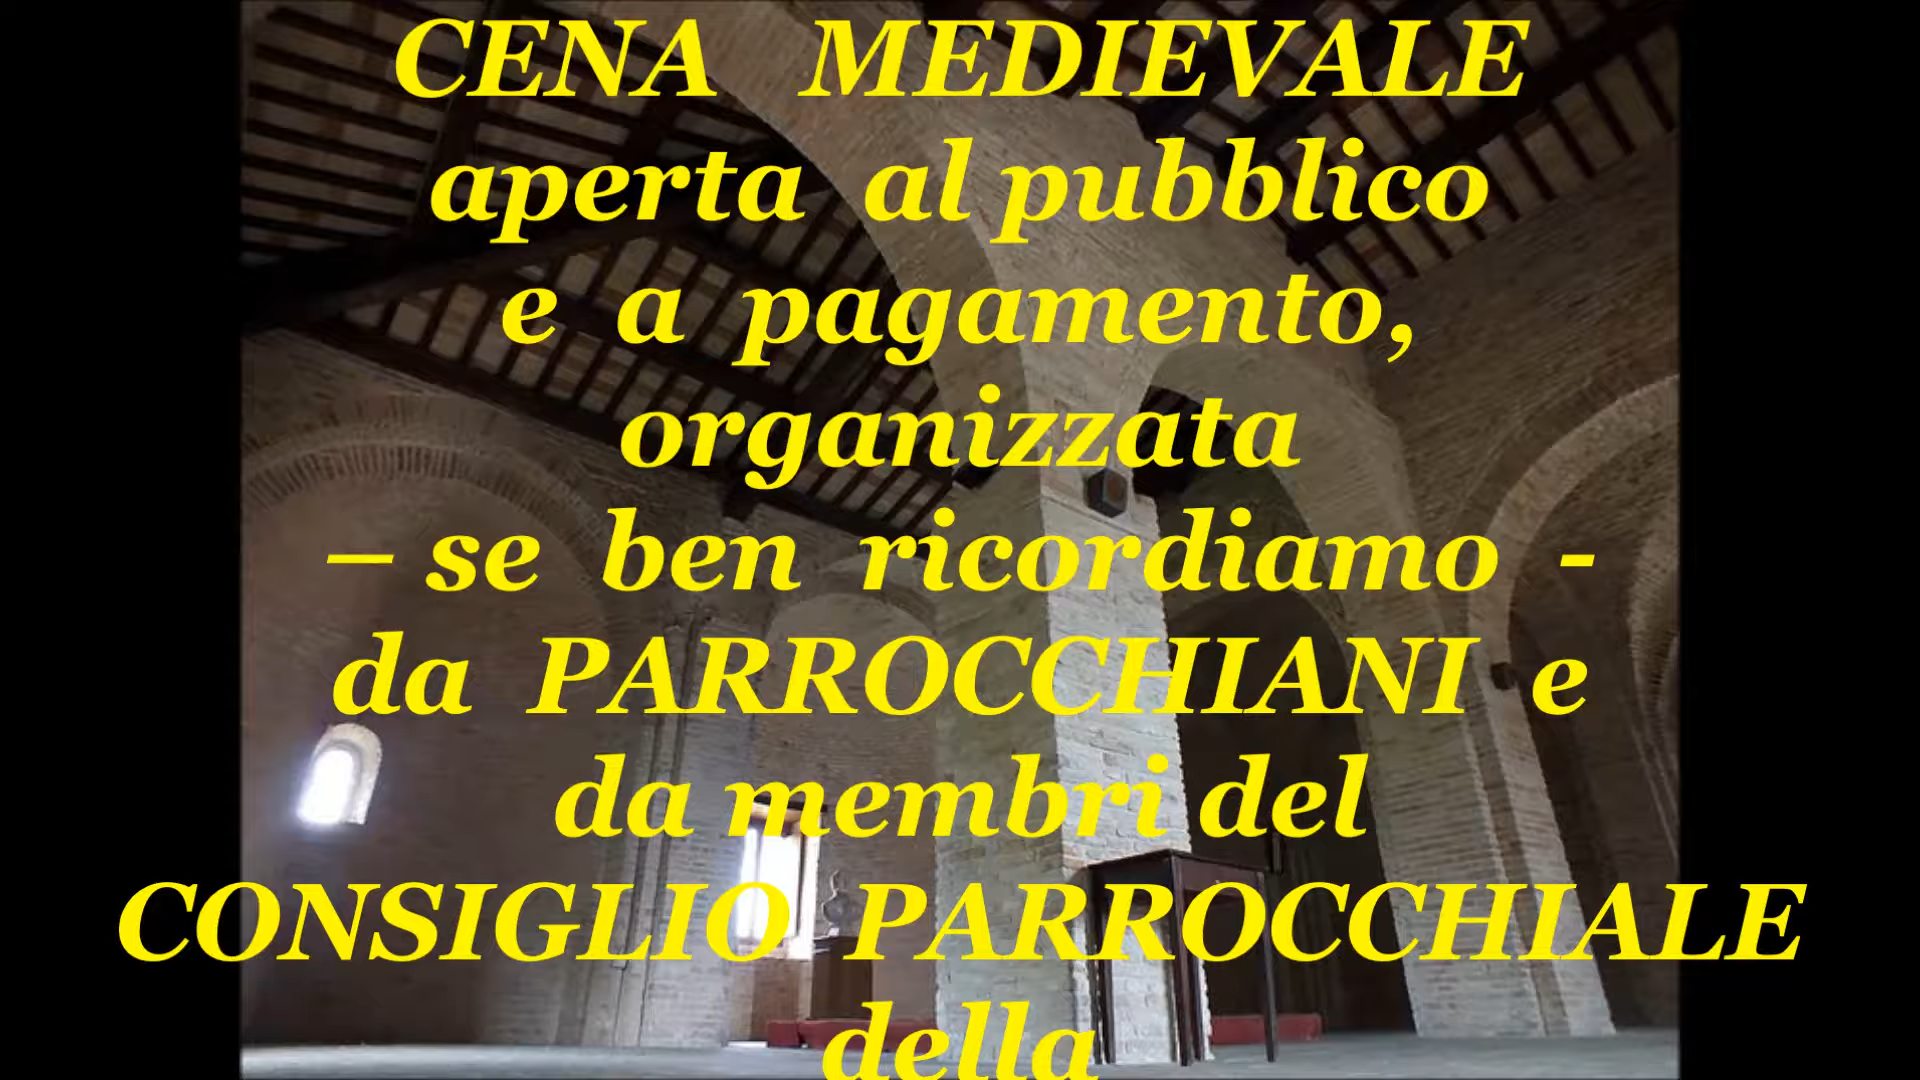 CENA MEDIEVALE
aperta al pubblico
e a pagamento,
organizzata
– se ben ricordiamo -
da PARROCCHIANI e
da membri del
CONSIGLIO PARROCCHIALE
della